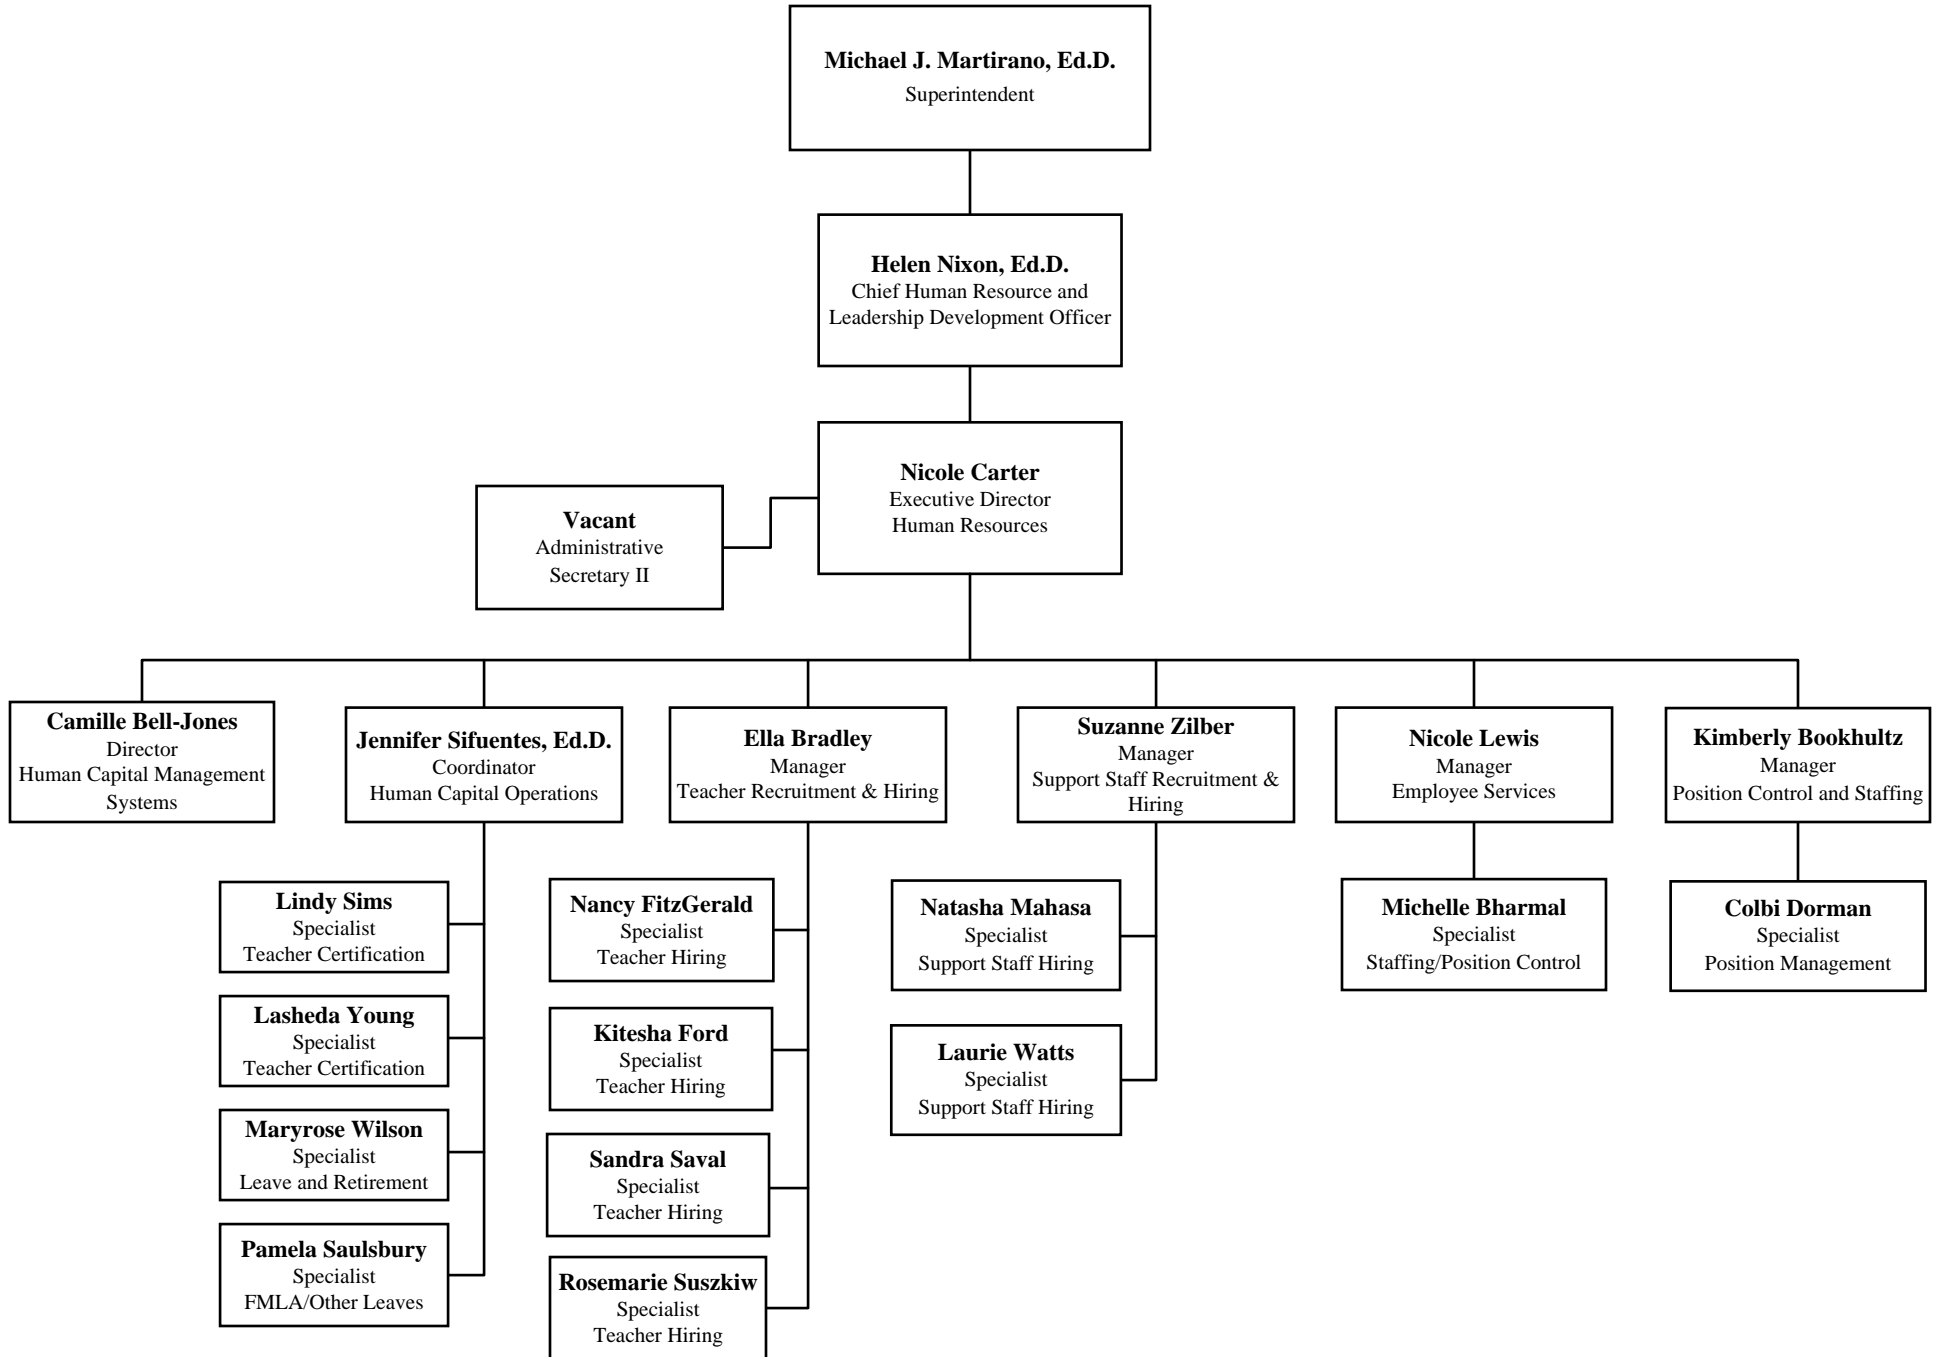 Michael J. Martirano, Ed.D.
Superintendent
Helen Nixon, Ed.D.
Chief Human Resource and
Leadership Development Officer
Nicole Carter
Executive Director
Human Resources
Vacant
Administrative
Secretary II
Camille Bell-Jones
Director
Human Capital Management
Systems
Jennifer Sifuentes, Ed.D.
Coordinator
Human Capital Operations
Ella Bradley
Manager
Teacher Recruitment & Hiring
Suzanne Zilber
Manager
Support Staff Recruitment &
Hiring
Nicole Lewis
Manager
Employee Services
Kimberly Bookhultz
Manager
Position Control and Staffing
Lindy Sims
Specialist
Teacher Certification
Lasheda Young
Specialist
Teacher Certification
Maryrose Wilson
Specialist
Leave and Retirement
Pamela Saulsbury
Specialist
FMLA/Other Leaves
Nancy FitzGerald
Specialist
Teacher Hiring
Kitesha Ford
Specialist
Teacher Hiring
Sandra Saval
Specialist
Teacher Hiring
Rosemarie Suszkiw
Specialist
Teacher Hiring
Natasha Mahasa
Specialist
Support Staff Hiring
Laurie Watts
Specialist
Support Staff Hiring
Michelle Bharmal
Specialist
Staffing/Position Control
Colbi Dorman
Specialist
Position Management